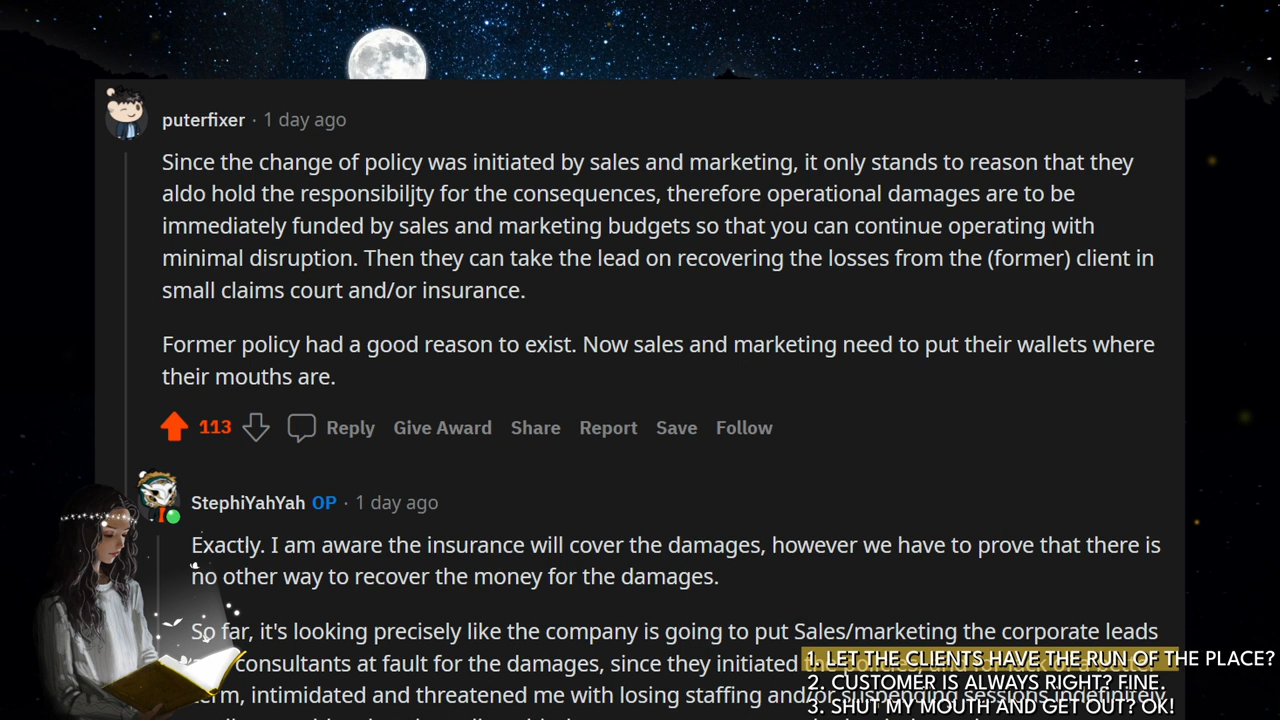 puterfixer · 1 day ago
Since the change of policy was initiated by sales and marketing, it only stands to reason that they
aldo hold the responsibiljty for the consequences, therefore operational damages are to be
immediately funded by sales and marketing budgets so that you can continue operating with
minimal disruption. Then they can take the lead on recovering the losses from the (former) client in
small claims court and/or insurance.
Former policy had a good reason to exist. Now sales and marketing need to put their wallets where
their mouths are.
113 Reply Give Award Share Report Save Follow
StephiYahYah OP · 1 day ago
Exactly. I am aware the insurance will cover the damages, however we have to prove that there is
no other way to recover the money for the damages.
So far, it's looking precisely like the company is going to put Sales/marketing the corporate leads
consultants at fault for the damages, since they initiated
intimidated and threatened me with losing staffing and/or suspending sessions indefinitely
1. LET THE CLIENTS HAVE THE RUN OF THE PLACE?
2. CUSTOMER IS ALWAYS RIGHT? FINE.
3. SHUT MY MOUTH AND GET OUT? OK!